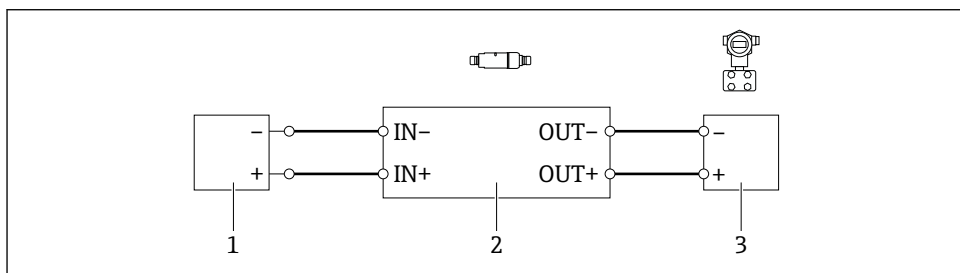 − IN− OUT− −
+ IN+ OUT+ +
1 2 3